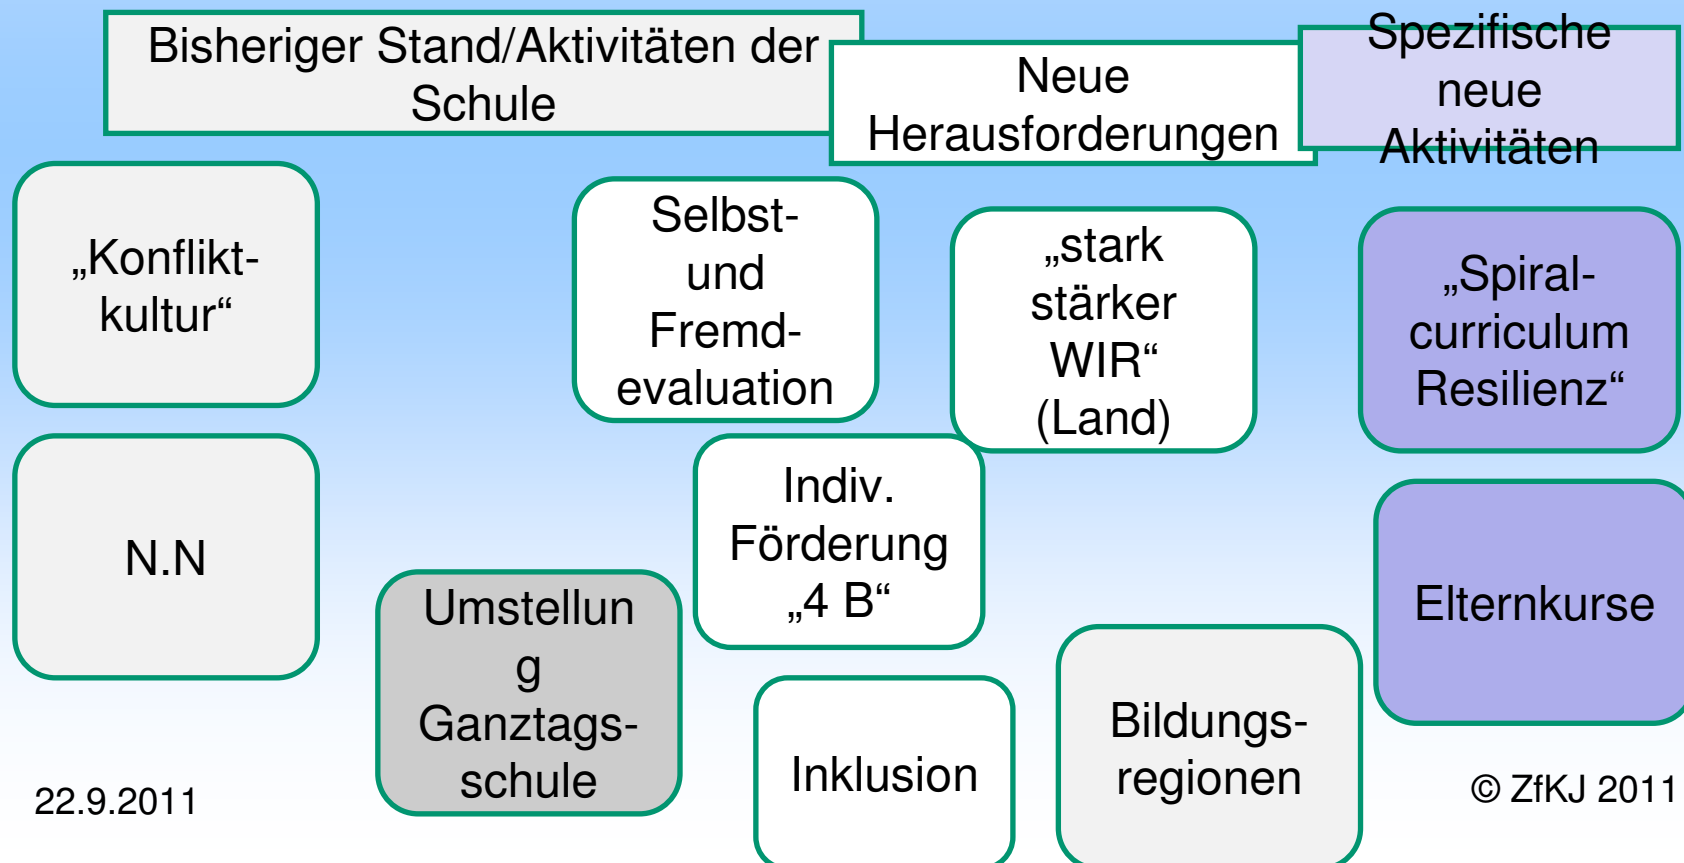 Bisheriger Stand/Aktivitäten der
Schule
Neue
Herausforderungen
Spezifische
neue
Aktivitäten
„Konflikt-
kultur“
Selbst-
und
Fremd-
evaluation
„stark
stärker
WIR“
(Land)
„Spiral-
curriculum
Resilienz“
N.N
Indiv.
Förderung
„4 B“
Umstellun
g
Ganztags-
schule
Elternkurse
Inklusion
Bildungs-
regionen
22.9.2011
© ZfKJ 2011